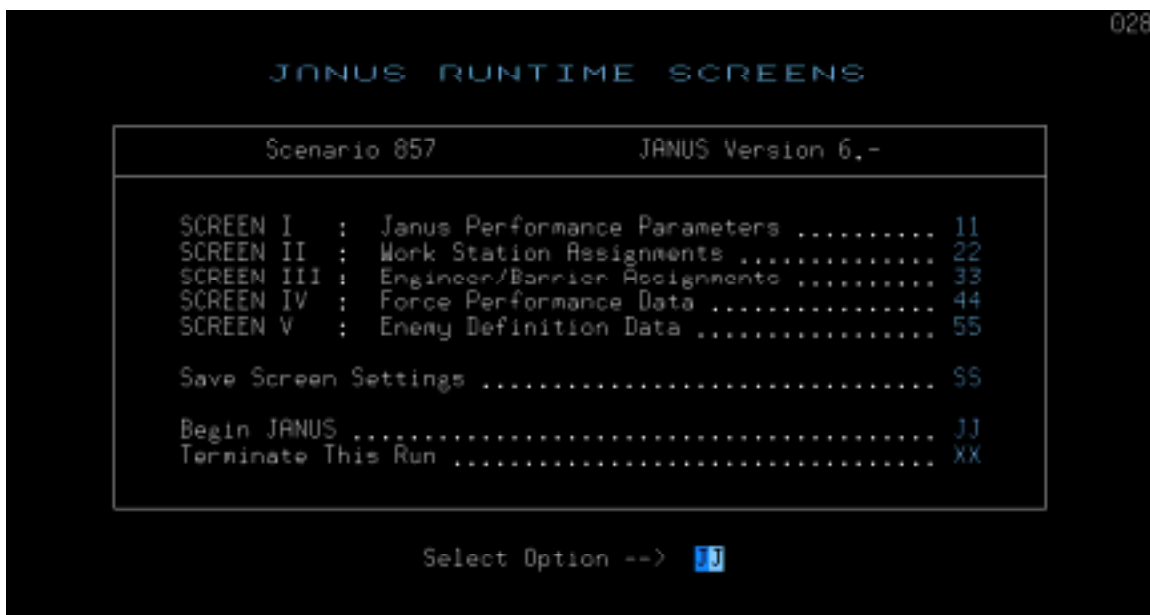 028
JANUS RUNTIME SCREENS
Scenario 857 JANUS Version 6.-
SCREEN I : Janus Performance Parameters .......... 11
SCREEN II : Work Station Assignments .............. 22
SCREEN III : Engineer/Barrier Assignments .......... 33
SCREEN IV : Force Performance Data ................ 44
SCREEN V : Enemy Definition Data ................. 55
Save Screen Settings ................................ SS
Begin JANUS ......................................... JJ
Terminate This Run .................................. XX
Select Option --> JJ